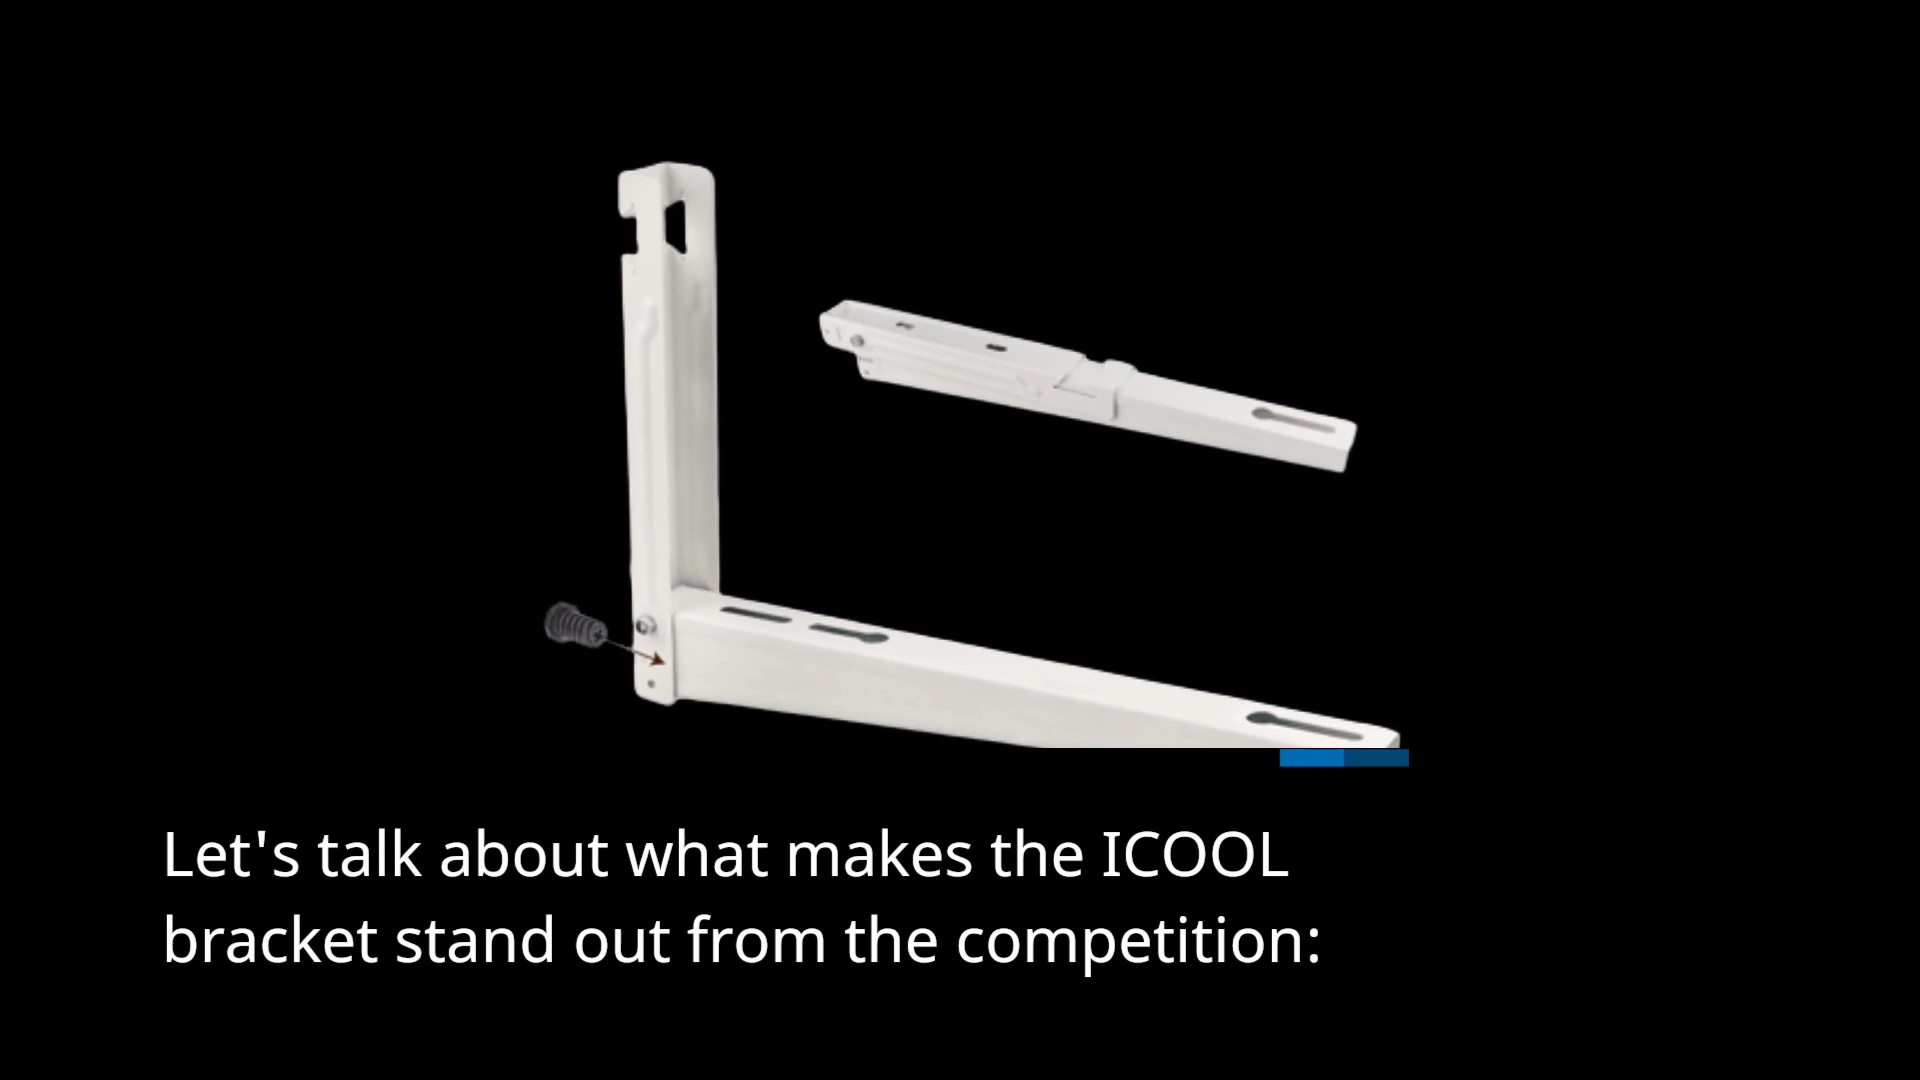 Let's talk about what makes the ICOOL
bracket stand out from the competition: